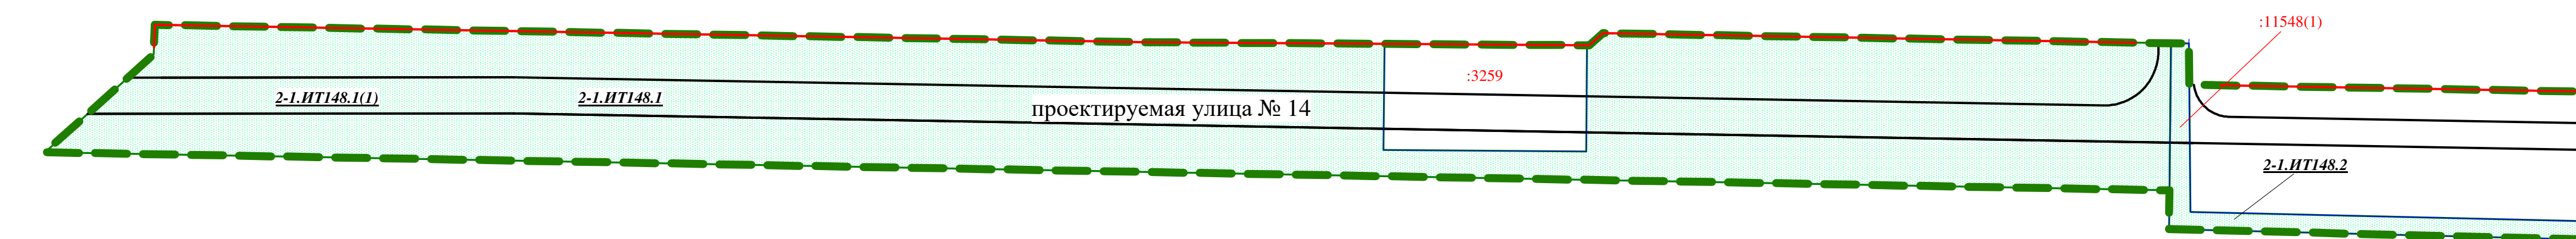 :11548(1)
:3259
2-1.ИТ148.1(1)
2-1.ИТ148.1
проектируемая улица № 14
2-1.ИТ148.2